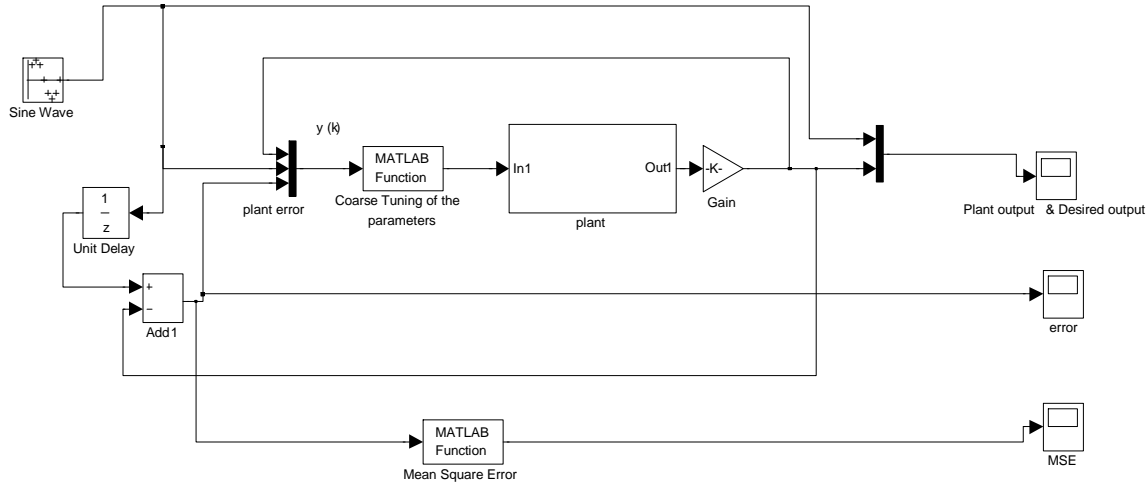 Sine Wave
y (k)
plant error
MATLAB
Function
Coarse Tuning of the
parameters
In1
Out1
plant
-K-
Gain
Plant output & Desired output
1
z
Unit Delay
+
−
Add1
error
MATLAB
Function
Mean Square Error
MSE